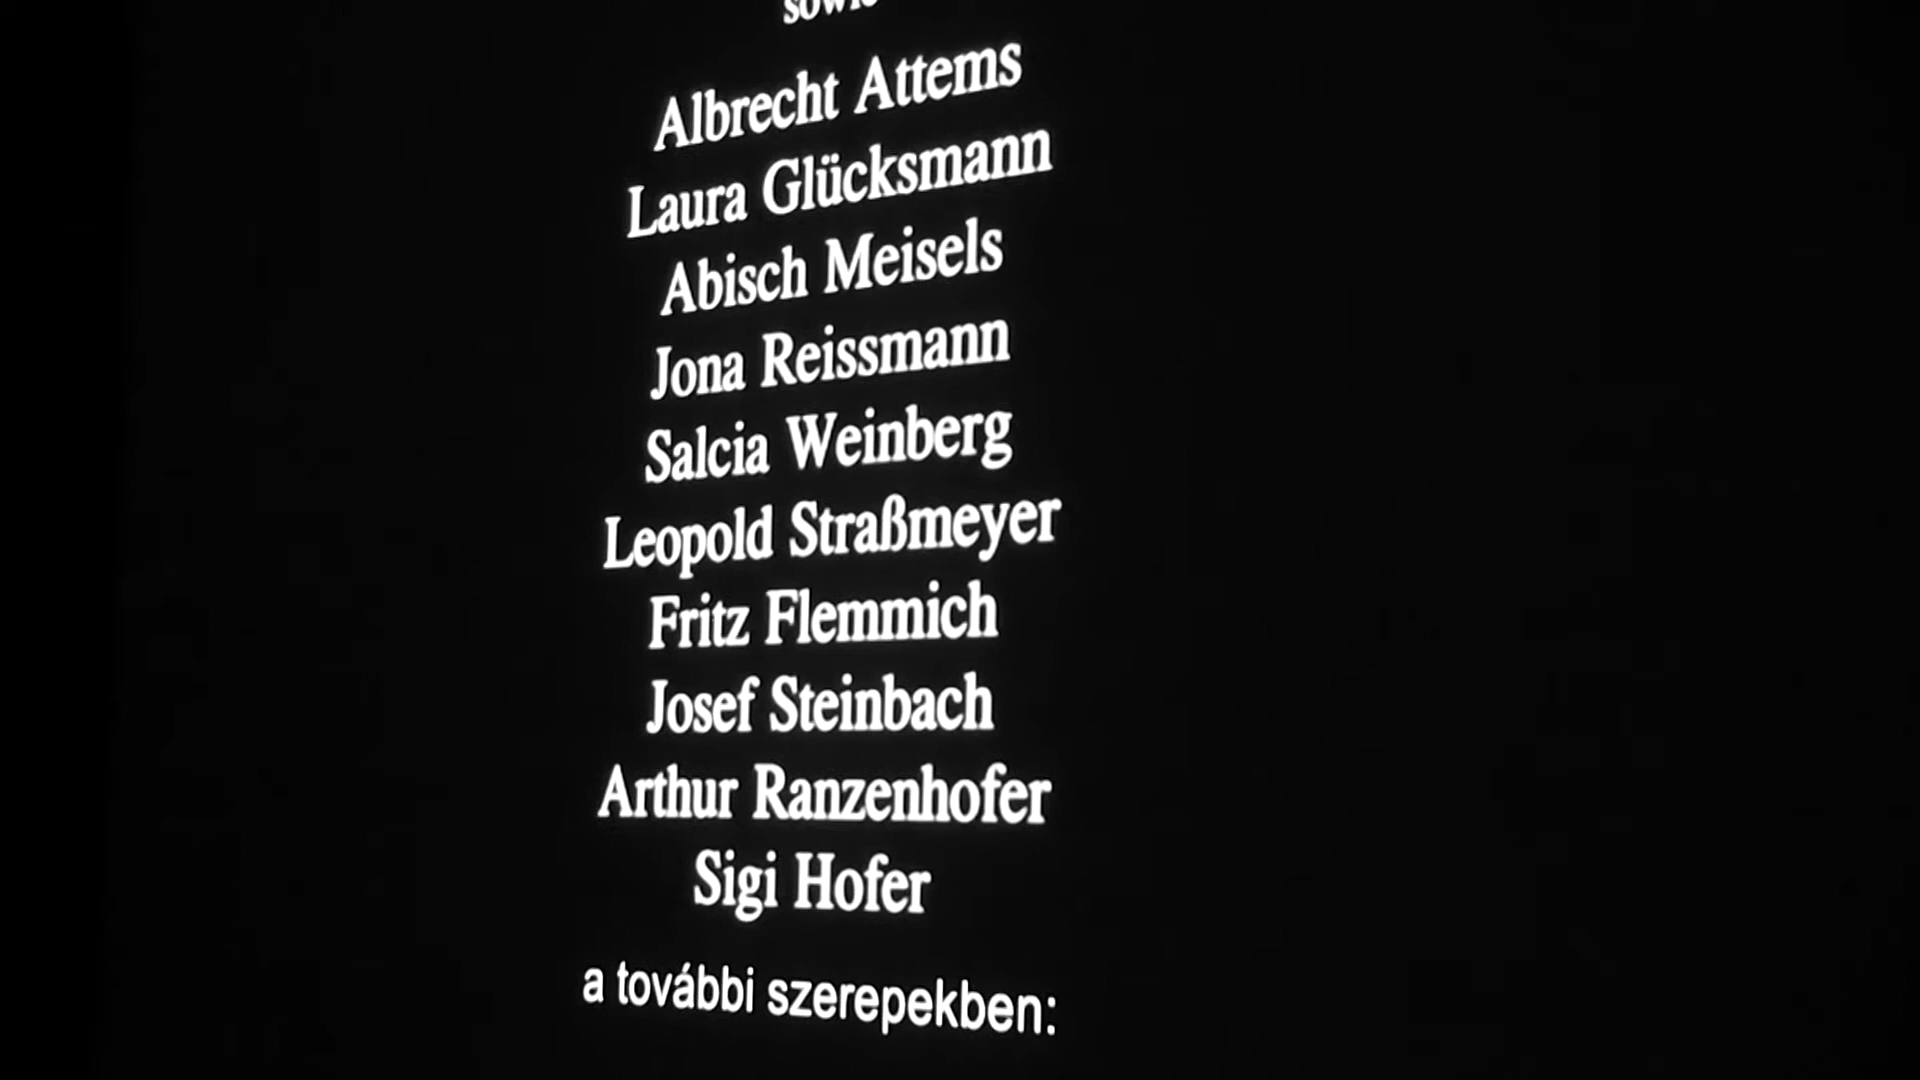 sowie
Albrecht Attems
Laura Glücksmann
Abisch Meisels
Jona Reissmann
Salcia Weinberg
Leopold Straßmeyer
Fritz Flemmich
Josef Steinbach
Arthur Ranzenhofer
Sigi Hofer
a további szerepekben: